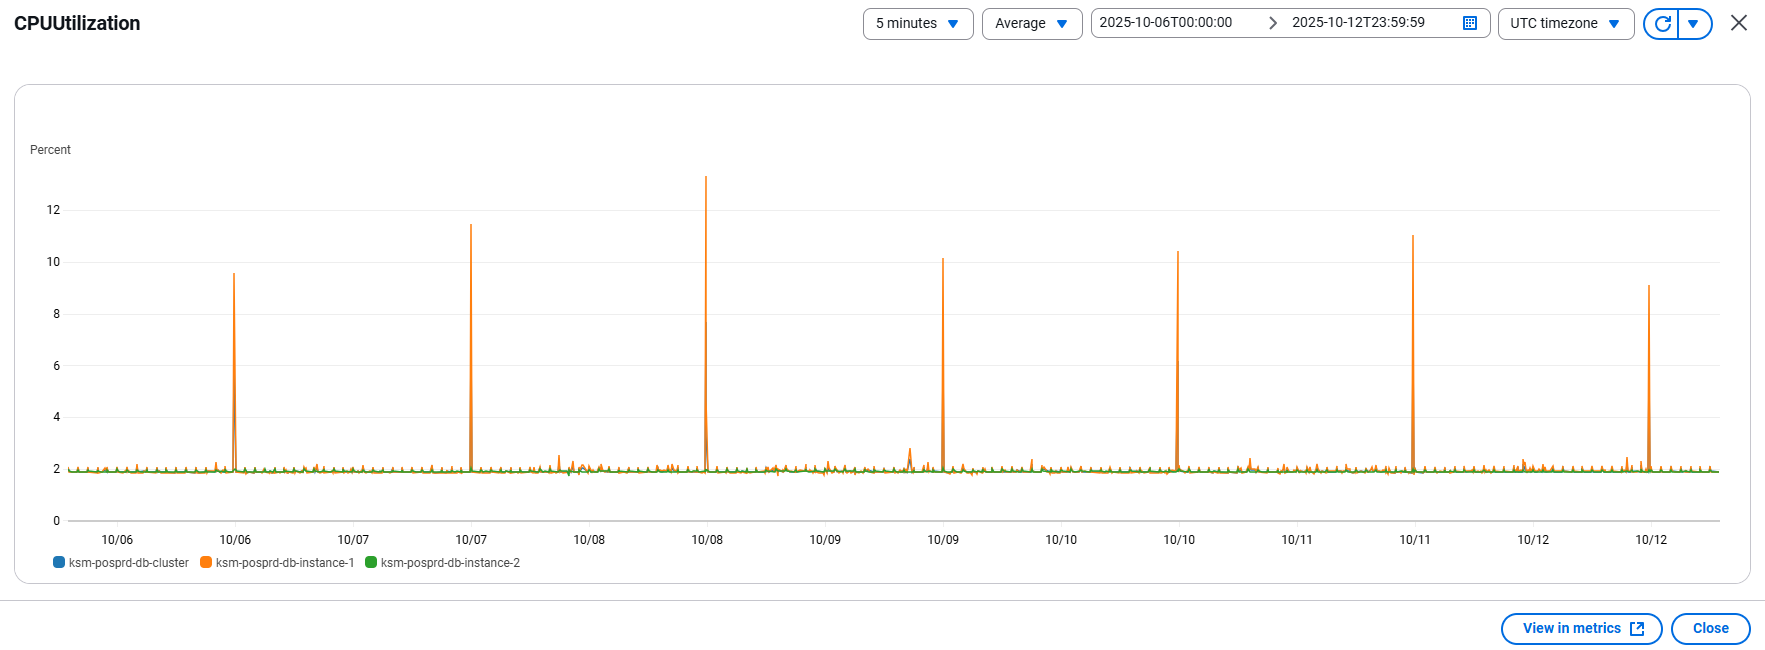 CPUUtilization
5 minutes
Average
2025-10-06T00:00:00
2025-10-12T23:59:59
UTC timezone
Percent
12
10
8
6
4
2
0
10/06 10/06 10/07 10/07 10/08 10/08 10/09 10/09 10/10 10/10 10/11 10/11 10/12 10/12
ksm-posprd-db-cluster ksm-posprd-db-instance-1 ksm-posprd-db-instance-2
View in metrics
Close